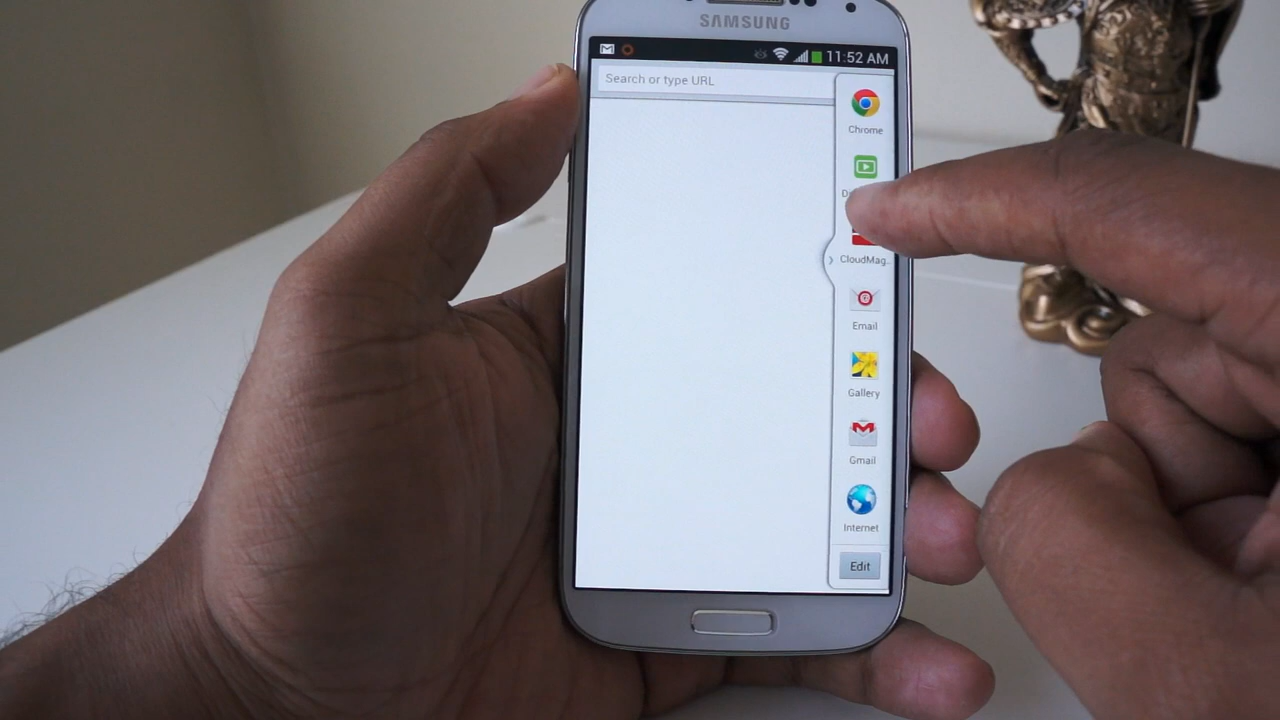 SAMSUNG
11:52 AM
Search or type URL
Chrome
CloudMag..
Email
Gallery
Gmail
Internet
Edit